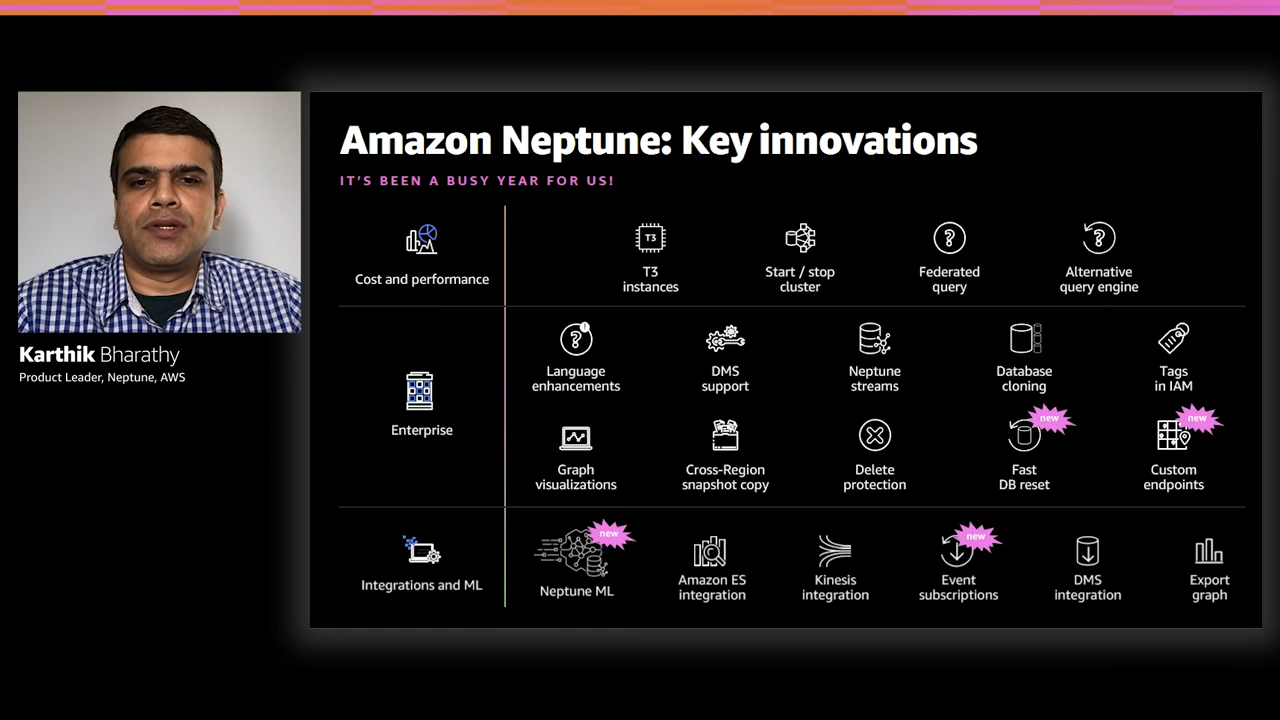 Amazon Neptune: Key innovations
IT'S BEEN A BUSY YEAR FOR US!
Karthik Bharathy
Product Leader, Neptune, AWS
Cost and performance
T3
T3
instances
Start / stop
cluster
Federated
query
Alternative
query engine
Enterprise
Language
enhancements
DMS
support
Neptune
streams
Database
cloning
Tags
in IAM
Graph
visualizations
Cross-Region
snapshot copy
Delete
protection
new
Fast
DB reset
new
Custom
endpoints
Integrations and ML
new
Neptune ML
Amazon ES
integration
Kinesis
integration
new
Event
subscriptions
DMS
integration
Export
graph